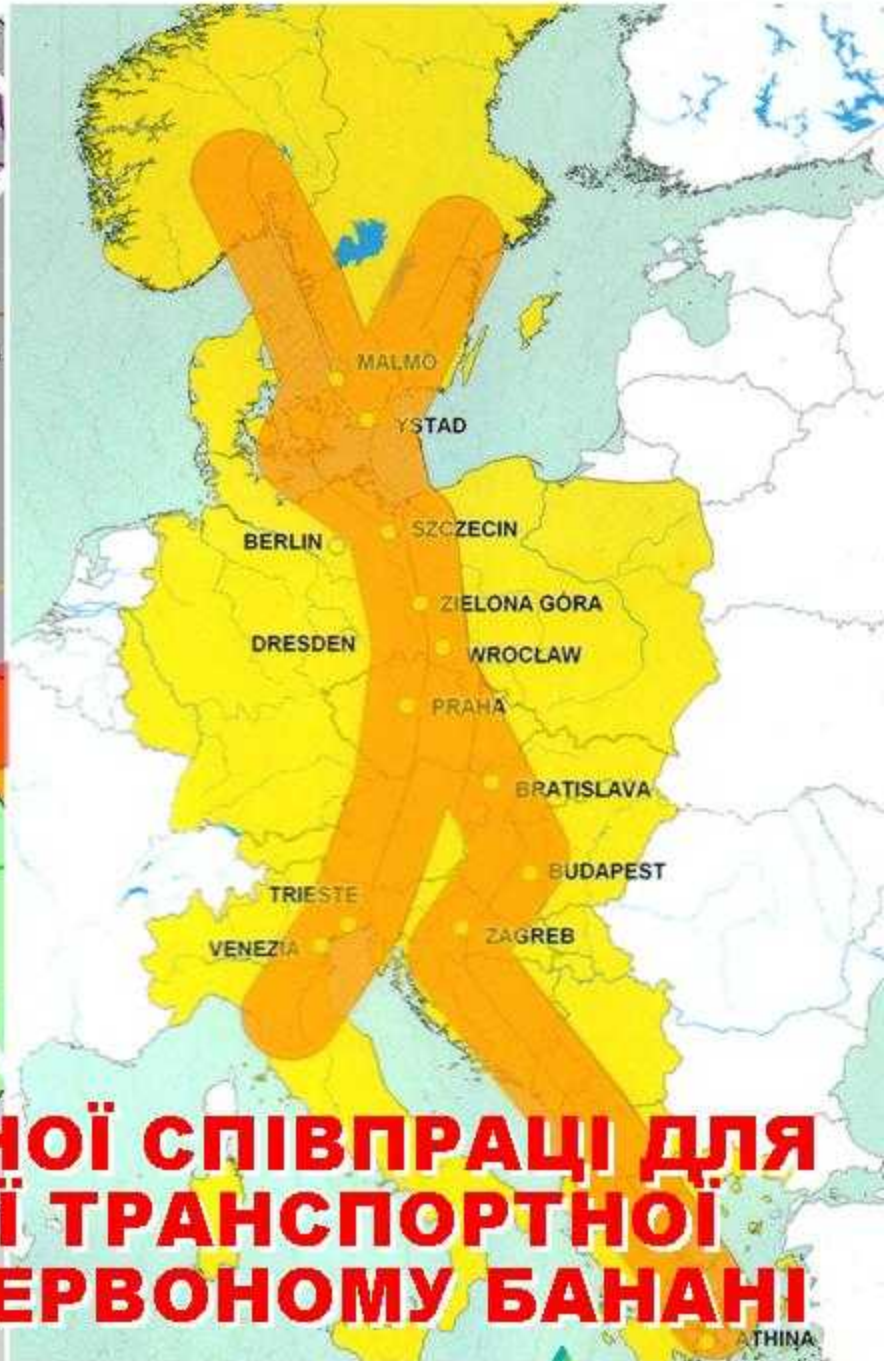 MALMO
YSTAD
BERLIN
SZCZECIN
ZIELONA GÓRA
DRESDEN
WROCŁAW
PRAHA
BRATISLAVA
BUDAPEST
TRIESTE
ZAGREB
VENEZIA
НОЇ СПІВПРАЦІ ДЛЯ
Ї ТРАНСПОРТНОЇ
ЕРВОНОМУ БАНАНІ
ATHINA